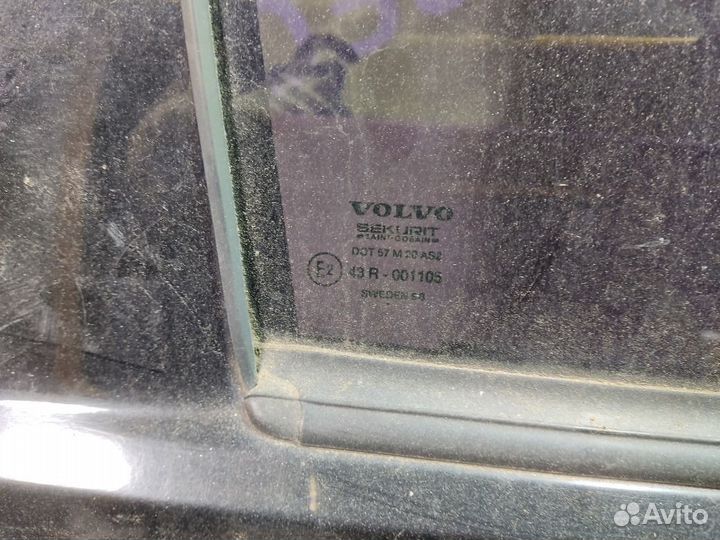 VOLVO
SEKURIT
SAINT-GOBAIN
DOT 57 M 20 AS2
E2 43 R - 001105
SWEDEN
Avito